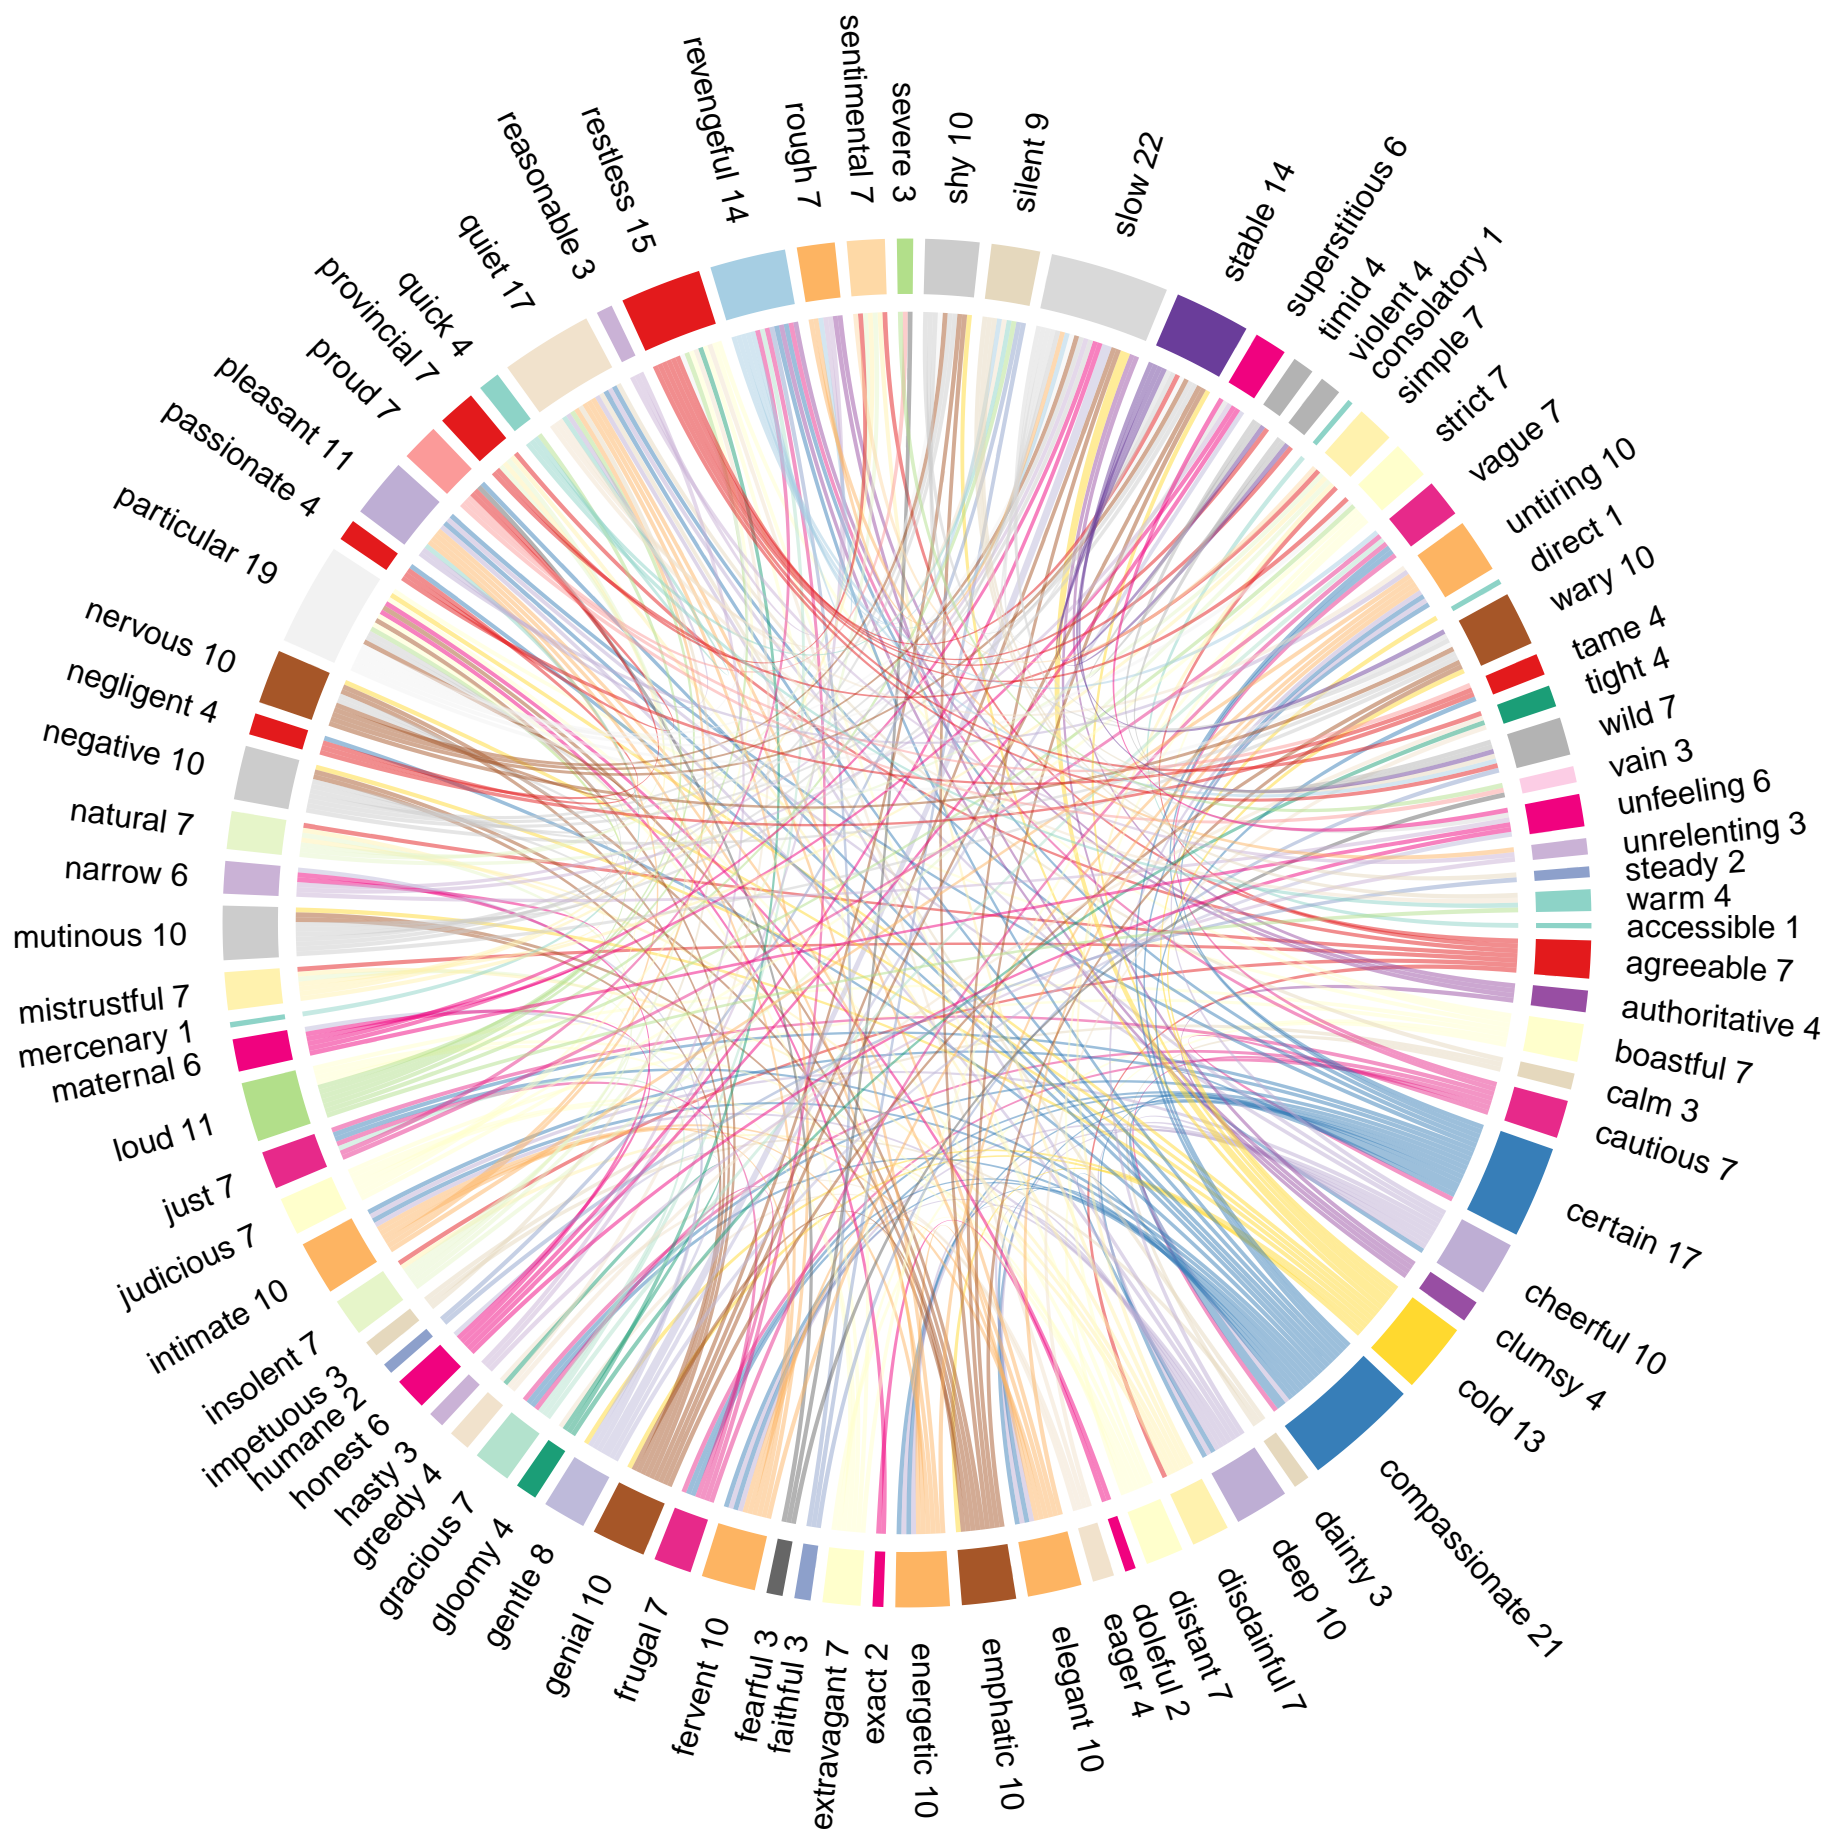 sentimental 7
severe 3
shy 10
silent 9
slow 22
stable 14
superstitious 6
timid 4
violent 4
consolatory 1
simple 7
strict 7
vague 7
untiring 10
direct 1
wary 10
tame 4
tight 4
wild 7
vain 3
unfeeling 6
unrelenting 3
steady 2
warm 4
accessible 1
agreeable 7
authoritative 4
boastful 7
calm 3
cautious 7
certain 17
cheerful 10
clumsy 4
cold 13
compassionate 21
dainty 3
deep 10
disdainful 7
distant 7
doleful 2
eager 4
elegant 10
emphatic 10
energetic 10
exact 2
extravagant 7
faithful 3
fearful 3
fervent 10
frugal 7
genial 10
gentle 8
gloomy 4
gracious 7
greedy 4
hasty 3
honest 6
humane 2
impetuous 3
insolent 7
intimate 10
judicious 7
just 7
loud 11
maternal 6
mercenary 1
mistrustful 7
mutinous 10
narrow 6
natural 7
negative 10
negligent 4
nervous 10
particular 19
passionate 4
pleasant 11
proud 7
provincial 7
quick 4
quiet 17
reasonable 3
restless 15
revengeful 14
rough 7